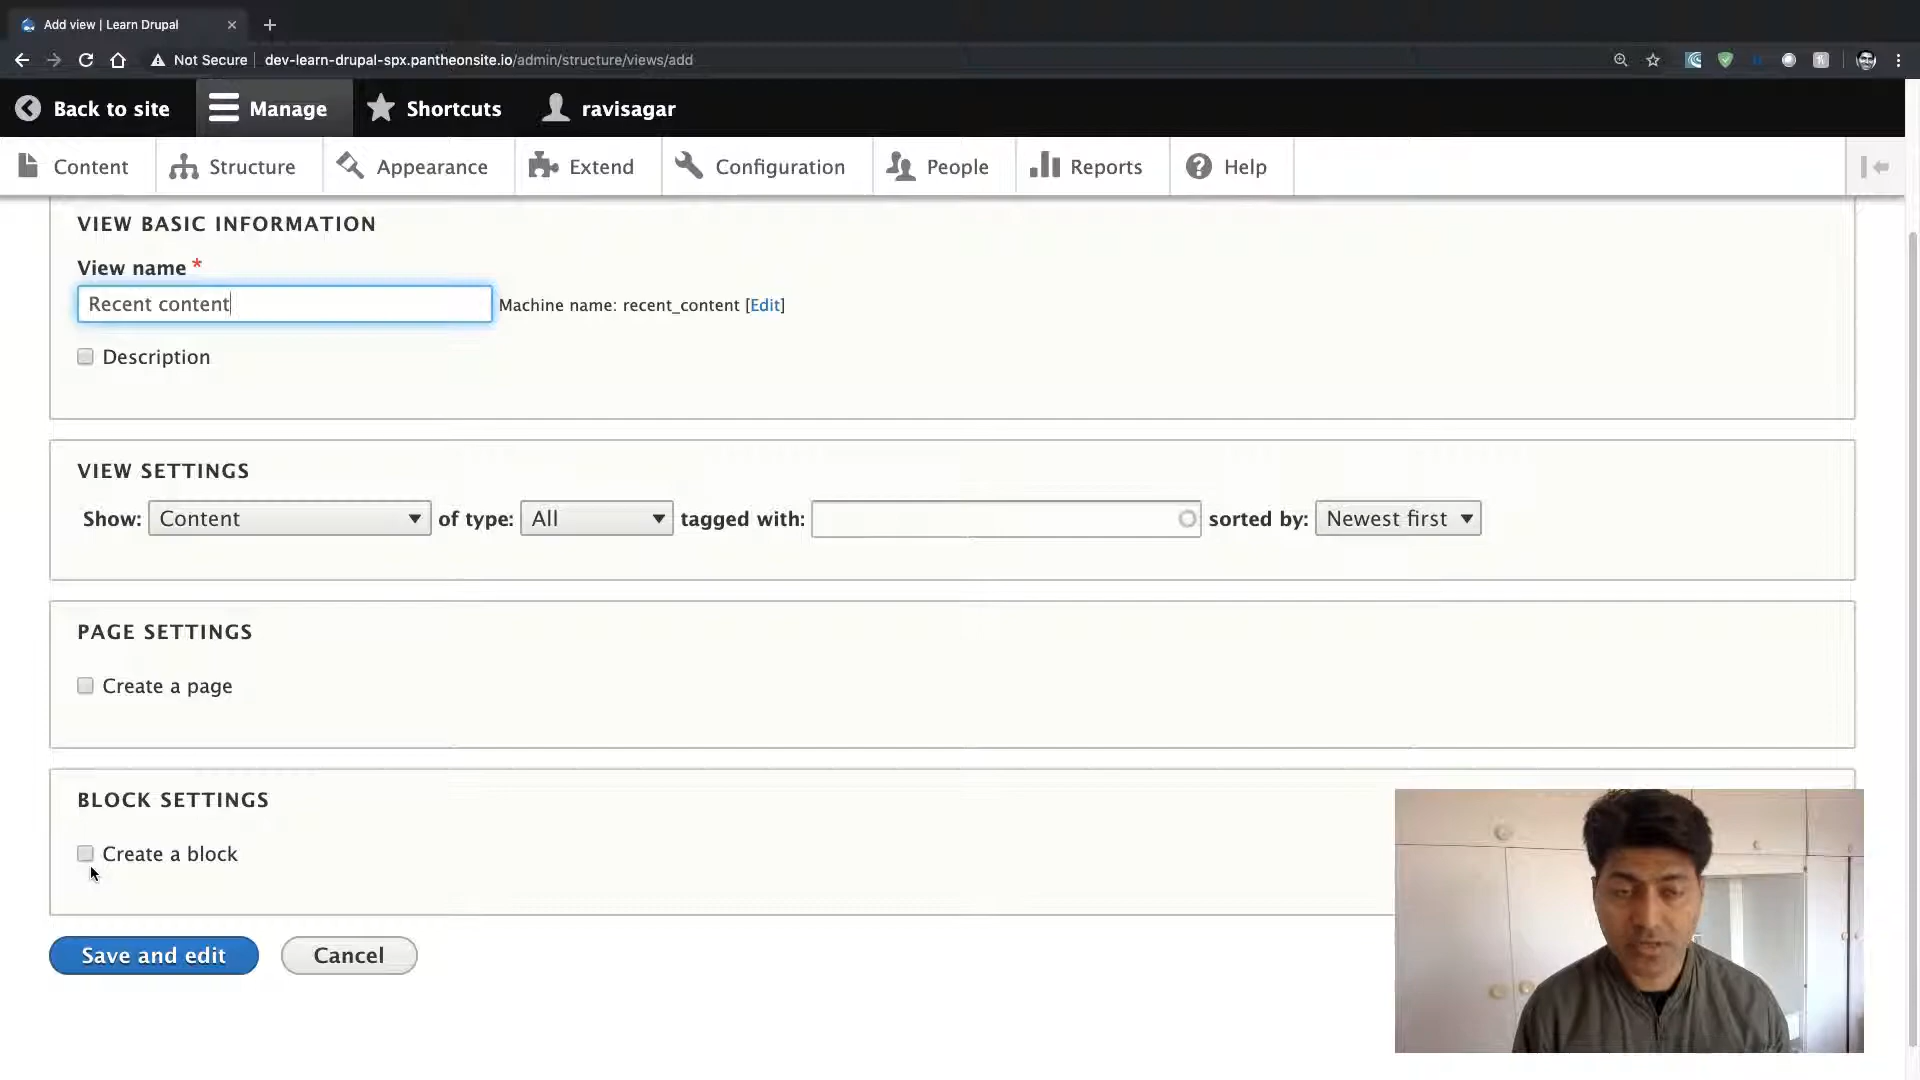 Add view | Learn Drupal
Not Secure dev-learn-drupal-spx.pantheonsite.io/admin/structure/views/add
Back to site Manage Shortcuts ravisagar
Content Structure Appearance Extend Configuration People Reports Help
VIEW BASIC INFORMATION
View name *
Recent content Machine name: recent_content [Edit]
Description
VIEW SETTINGS
Show: Content of type: All tagged with: sorted by: Newest first
PAGE SETTINGS
Create a page
BLOCK SETTINGS
Create a block
Save and edit Cancel